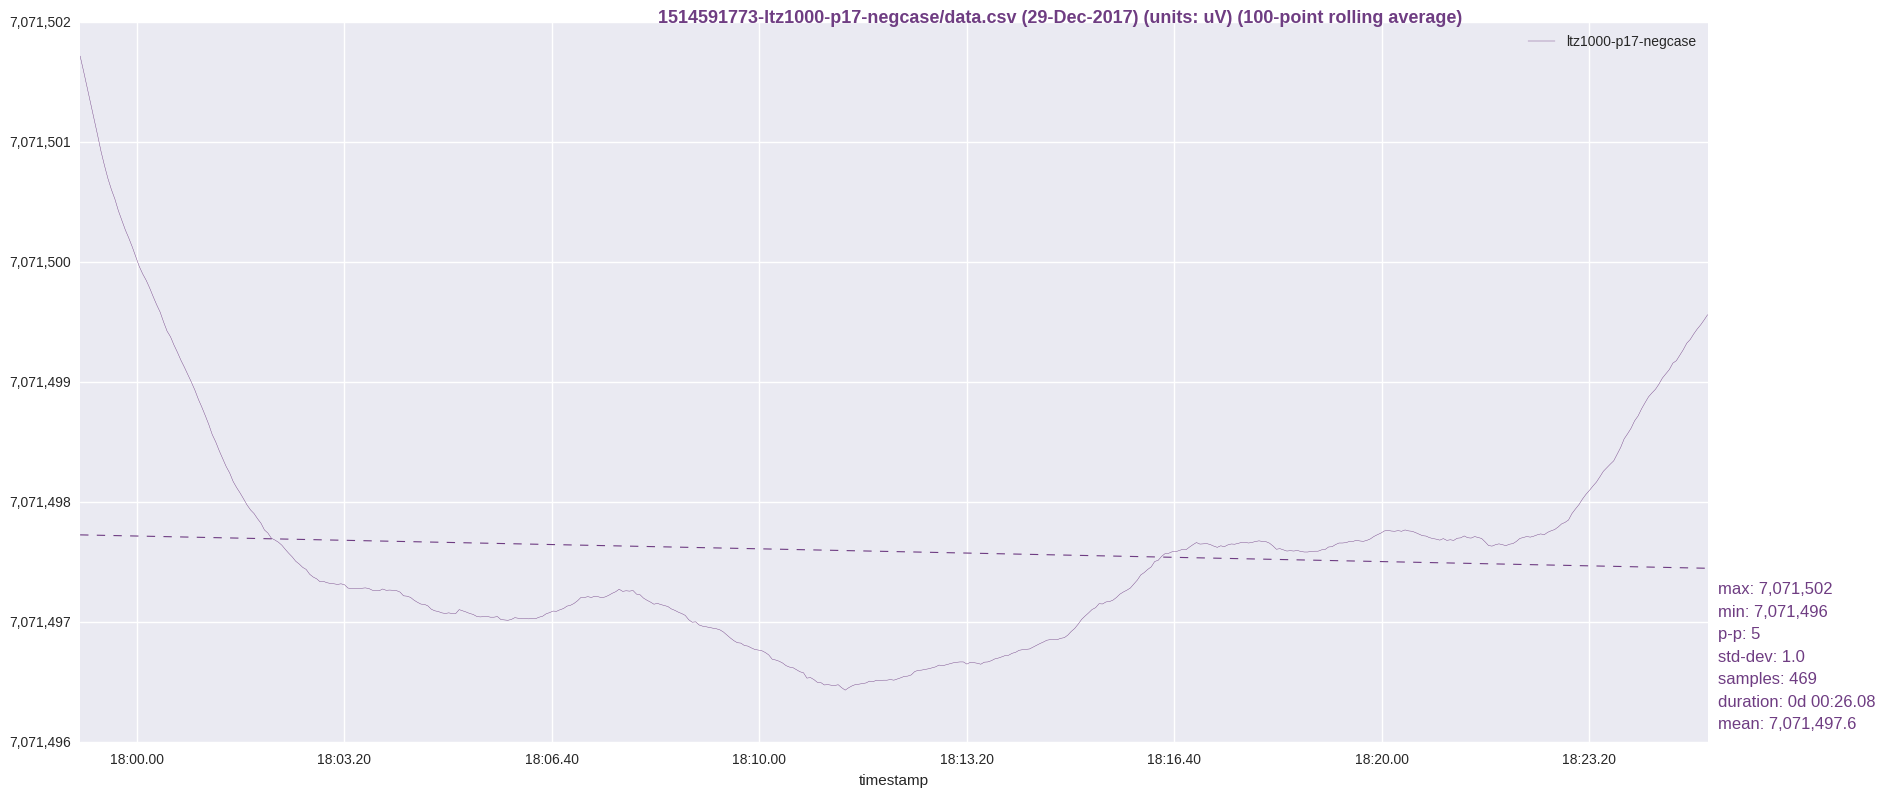 1514591773-ltz1000-p17-negcase/data.csv (29-Dec-2017) (units: uV) (100-point rolling average)
ltz1000-p17-negcase
7,071,502
7,071,501
7,071,500
7,071,499
7,071,498
7,071,497
7,071,496
18:00.00 18:03.20 18:06.40 18:10.00 18:13.20 18:16.40 18:20.00 18:23.20
timestamp
max: 7,071,502
min: 7,071,496
p-p: 5
std-dev: 1.0
samples: 469
duration: 0d 00:26.08
mean: 7,071,497.6